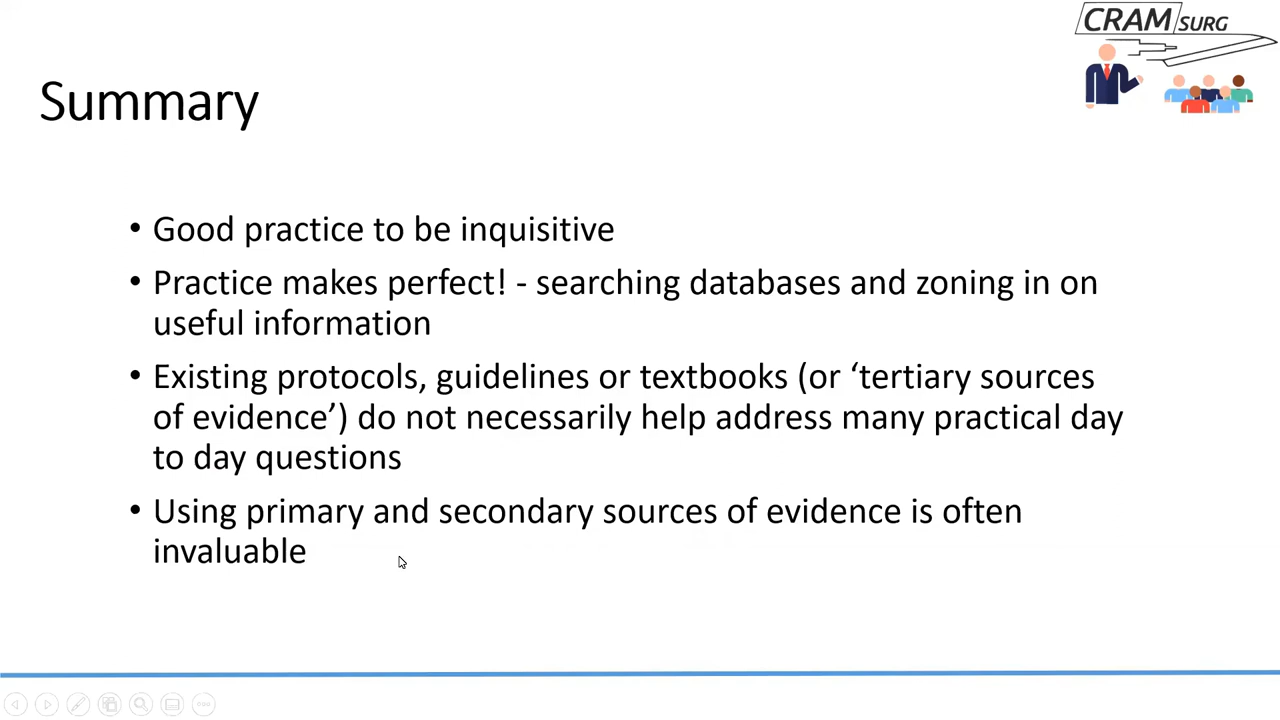 CRAM SURG
Summary
• Good practice to be inquisitive
• Practice makes perfect! - searching databases and zoning in on
useful information
• Existing protocols, guidelines or textbooks (or ‘tertiary sources
of evidence’) do not necessarily help address many practical day
to day questions
• Using primary and secondary sources of evidence is often
invaluable